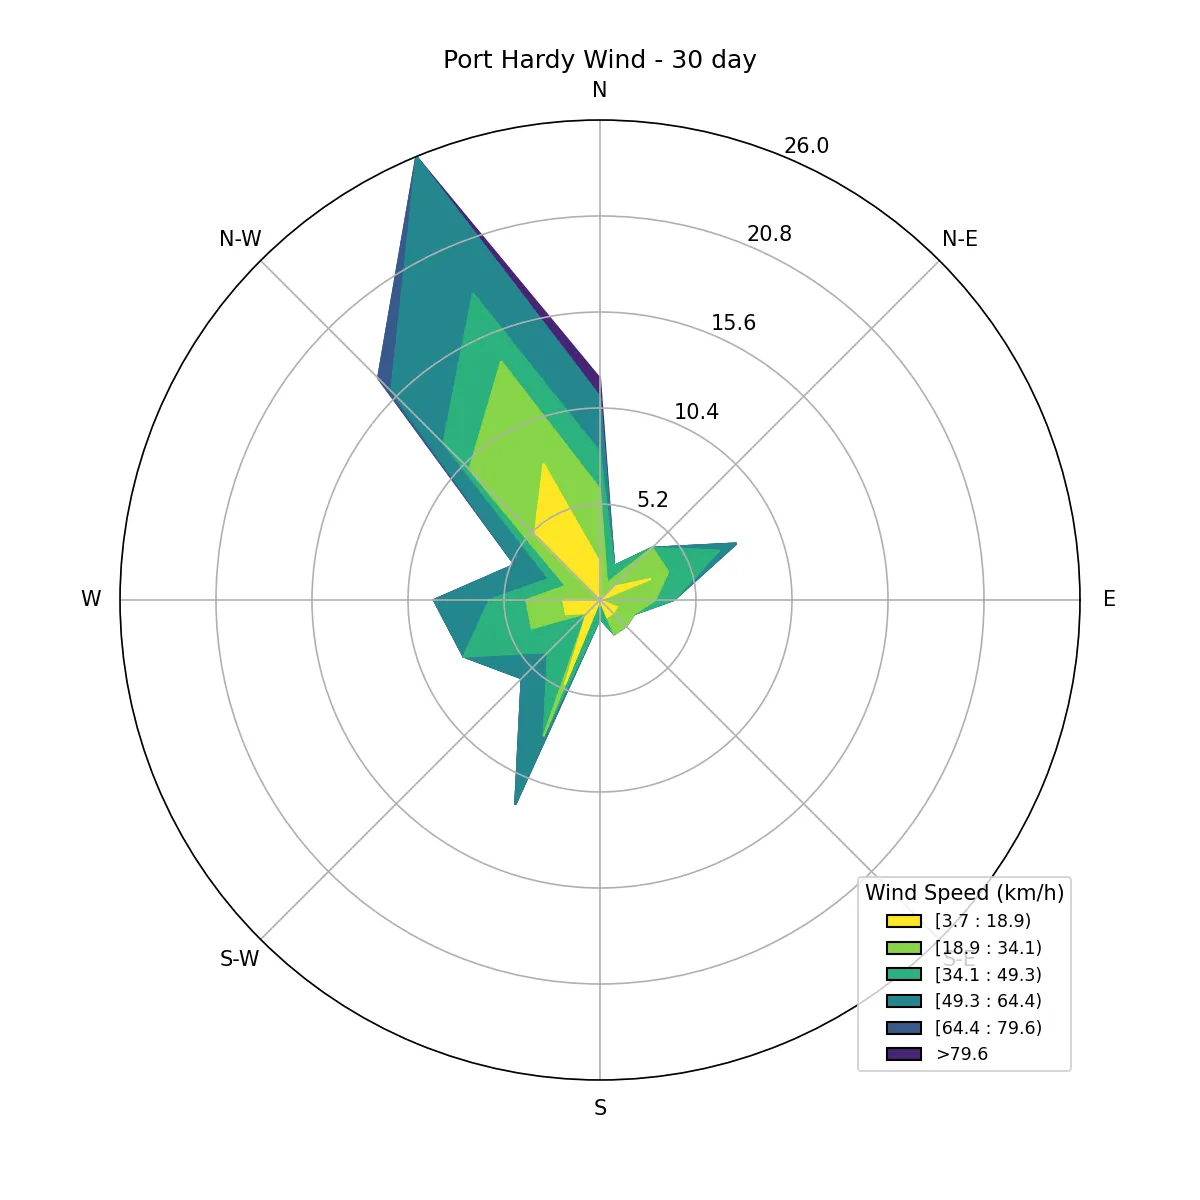 Port Hardy Wind - 30 day
N
26.0
N-W
N-E
20.8
15.6
10.4
5.2
W
E
Wind Speed (km/h)
[3.7 : 18.9)
[18.9 : 34.1)
S-W
S-E
[34.1 : 49.3)
[49.3 : 64.4)
[64.4 : 79.6)
>79.6
S